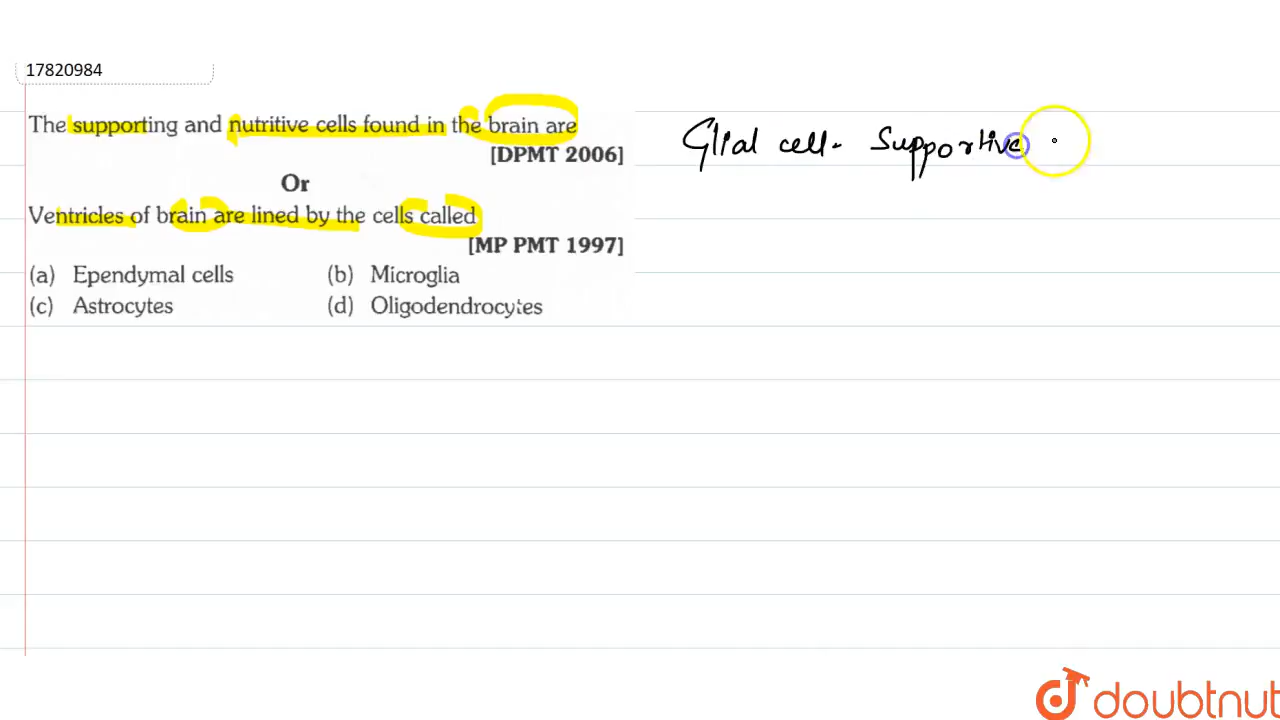 17820984
The supporting and nutritive cells found in the brain are
[DPMT 2006]
Or
Ventricles of brain are lined by the cells called
[MP PMT 1997]
(a) Ependymal cells (b) Microglia
(c) Astrocytes (d) Oligodendrocytes
Glial cell - Supportive
doubtnut